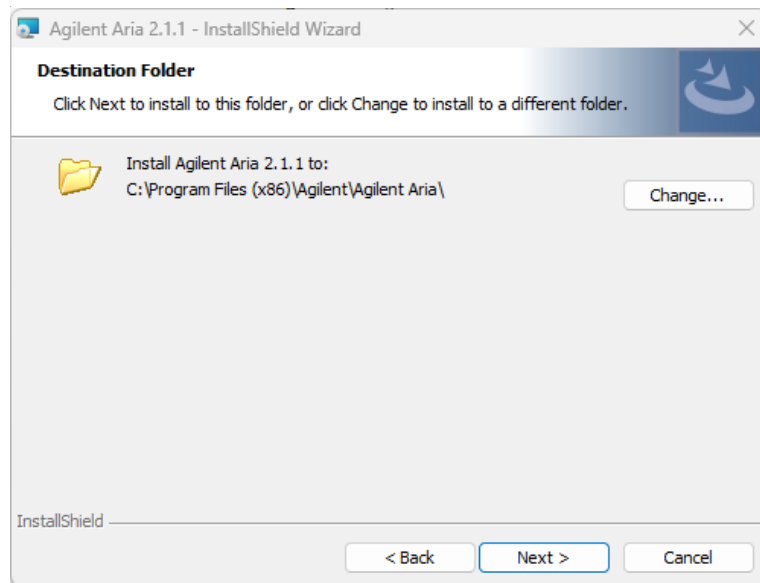 Agilent Aria 2.1.1 - InstallShield Wizard
Destination Folder
Click Next to install to this folder, or click Change to install to a different folder.
Install Agilent Aria 2.1.1 to:
C:\Program Files (x86)\Agilent\Agilent Aria\
Change...
InstallShield
< Back
Next >
Cancel